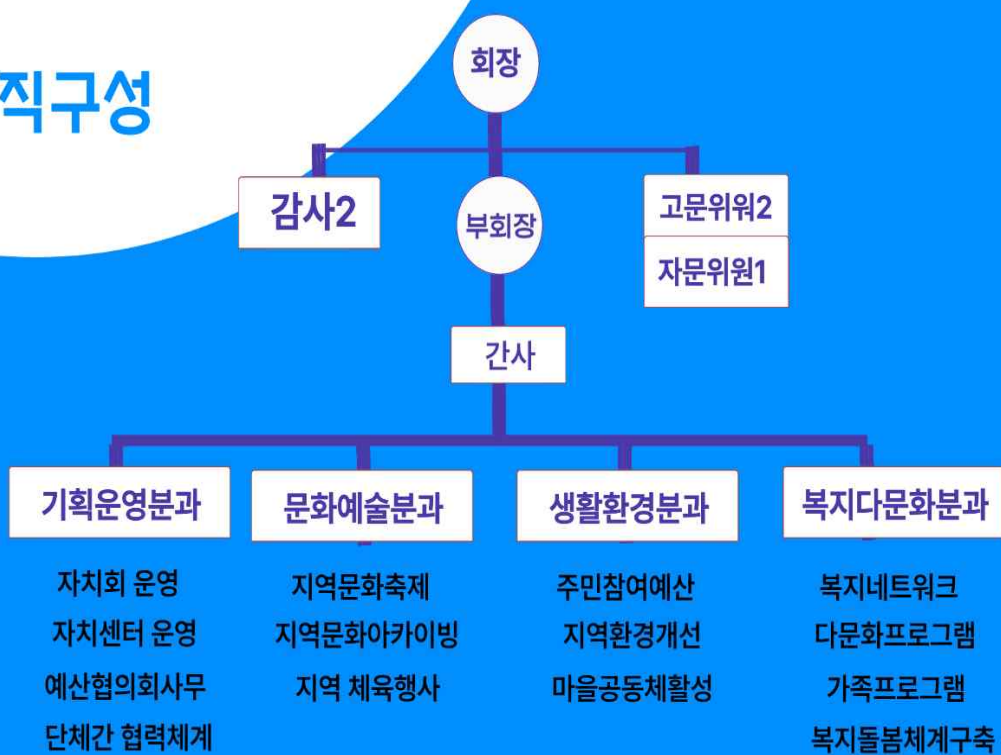 직구성
회장
감사2
부회장
고문위워2
자문위원1
간사
기획운영분과
문화예술분과
생활환경분과
복지다문화분과
자치회 운영
자치센터 운영
예산협의회사무
단체간 협력체계
지역문화축제
지역문화아카이빙
지역 체육행사
주민참여예산
지역환경개선
마을공동체활성
복지네트워크
다문화프로그램
가족프로그램
복지돌봄체계구축